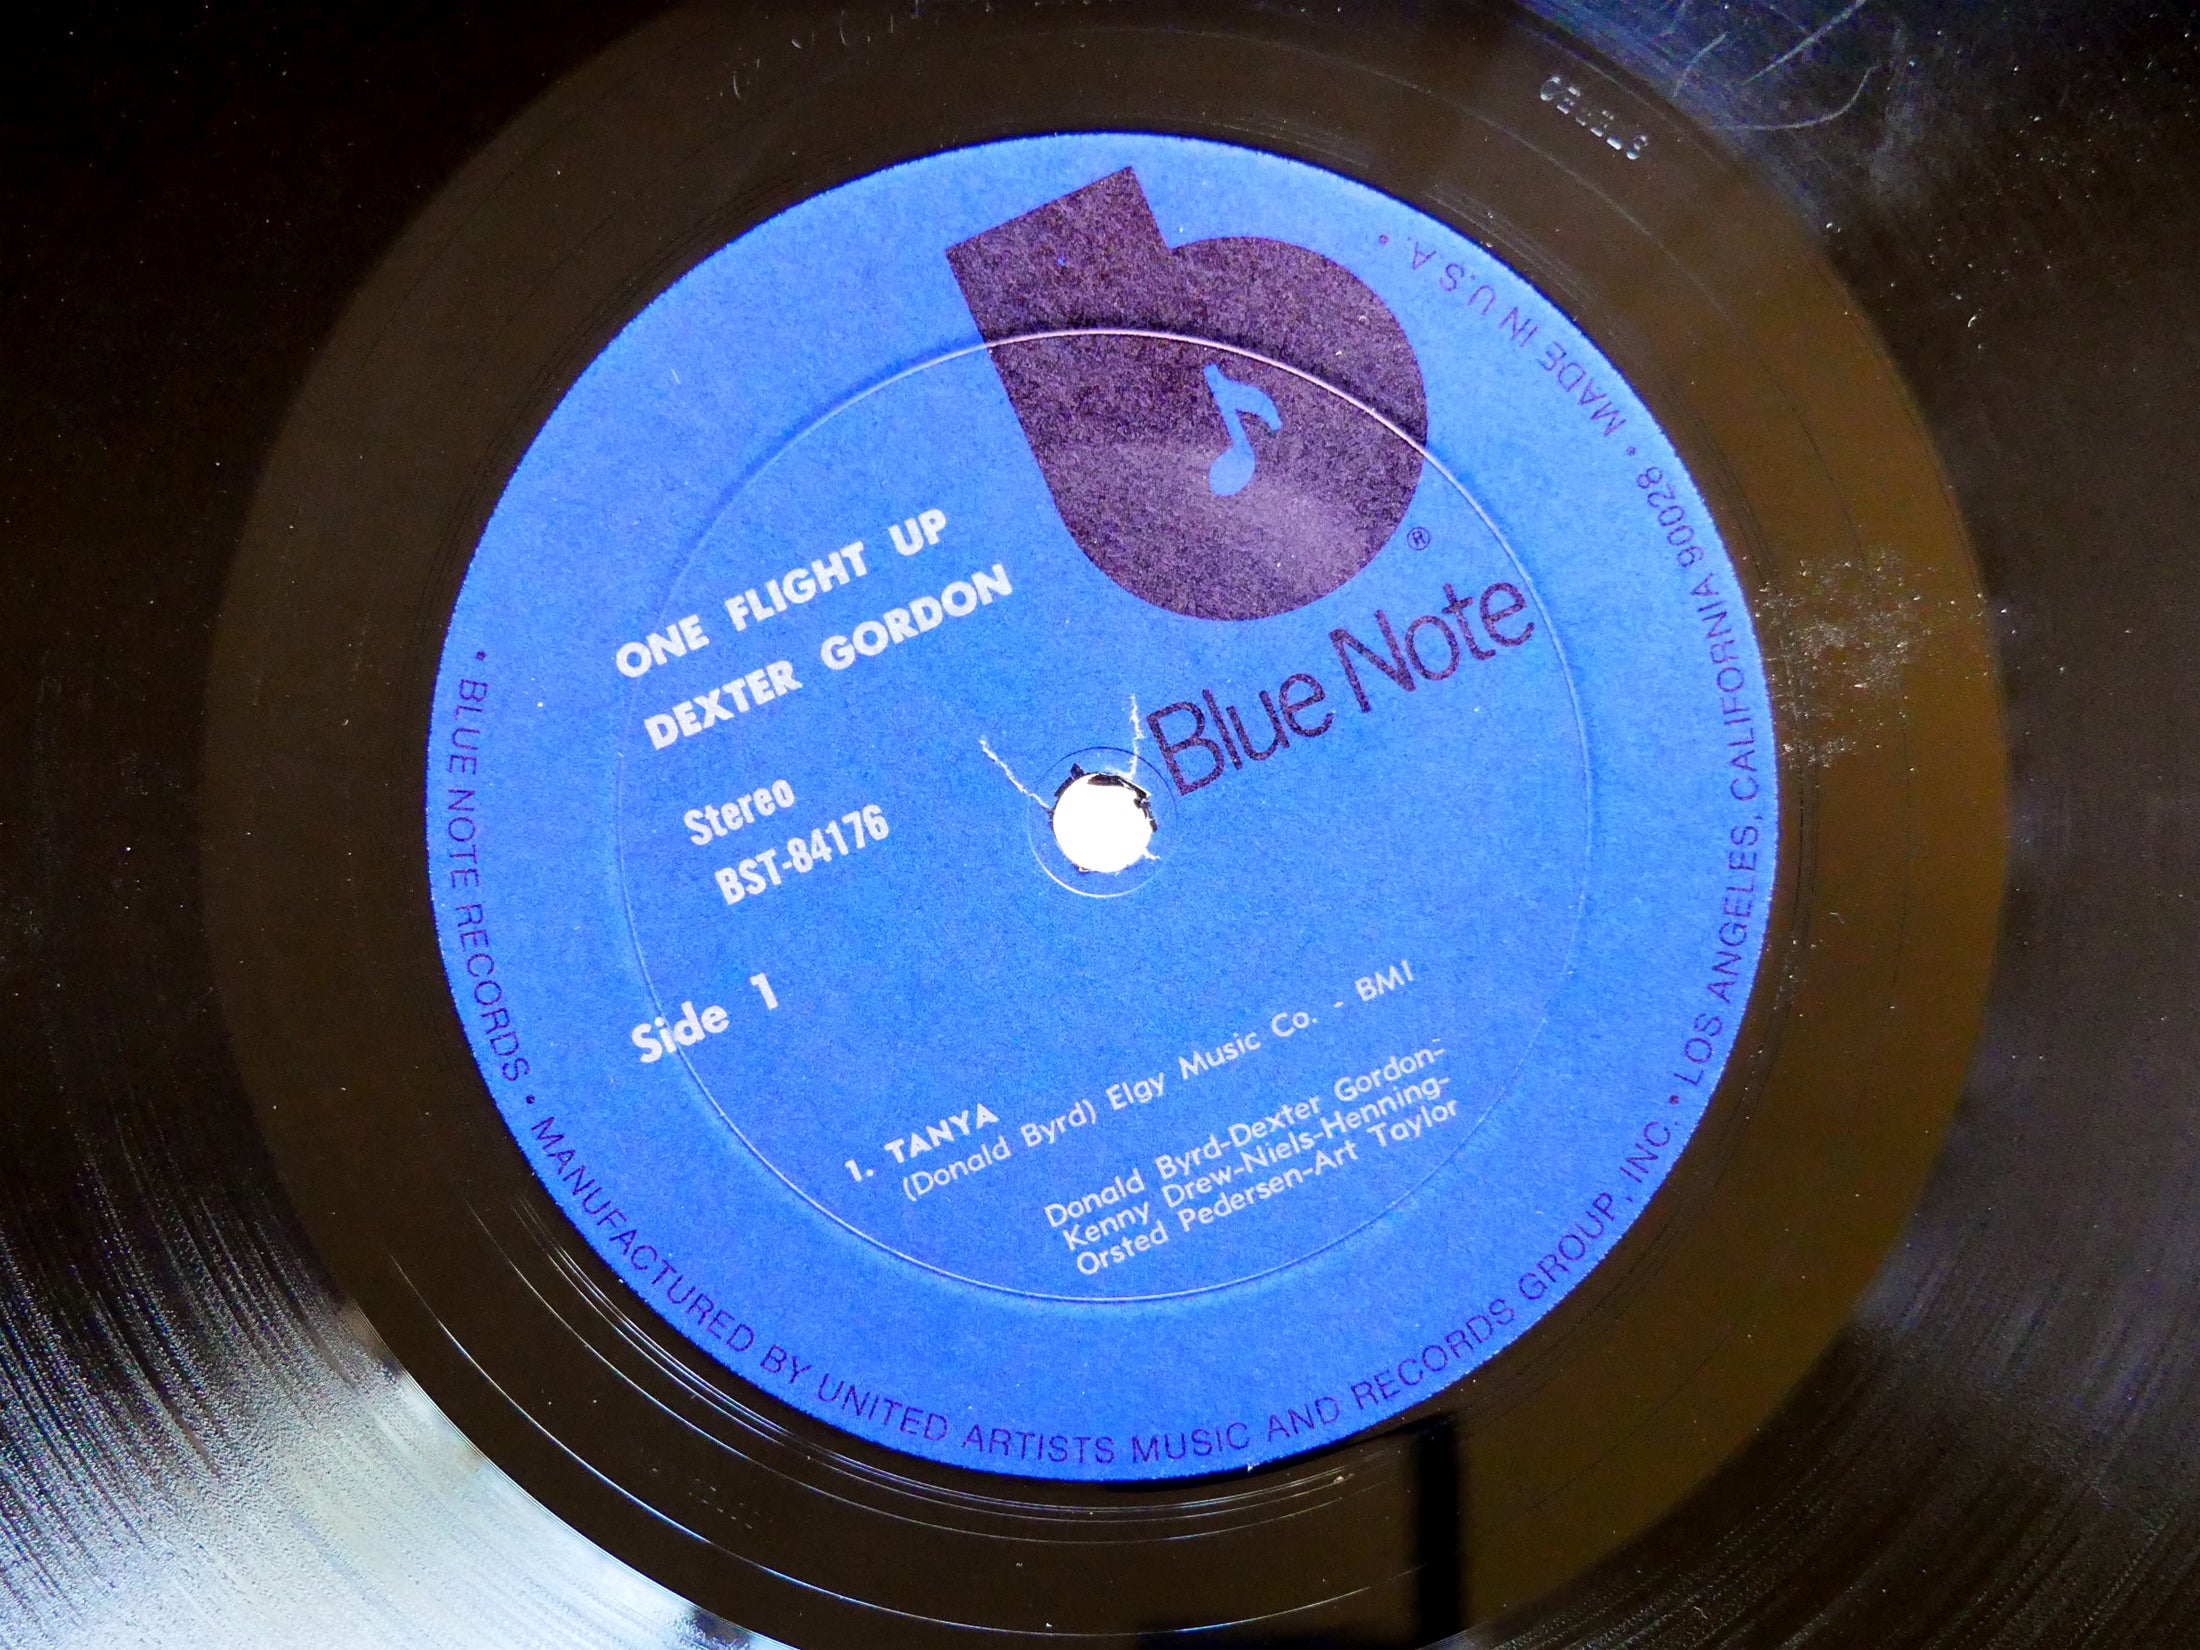 ONE FLIGHT UP
DEXTER GORDON
®
Blue Note
Stereo
BST-84176
Side 1
1. TANYA
(Donald Byrd) Elgy Music Co. - BMI
Donald Byrd-Dexter Gordon-
Kenny Drew-Niels-Henning-
Orsted Pedersen-Art Taylor
• BLUE NOTE RECORDS • MANUFACTURED BY UNITED ARTISTS MUSIC AND RECORDS GROUP, INC. • LOS ANGELES, CALIFORNIA 90028 • MADE IN U.S.A. •